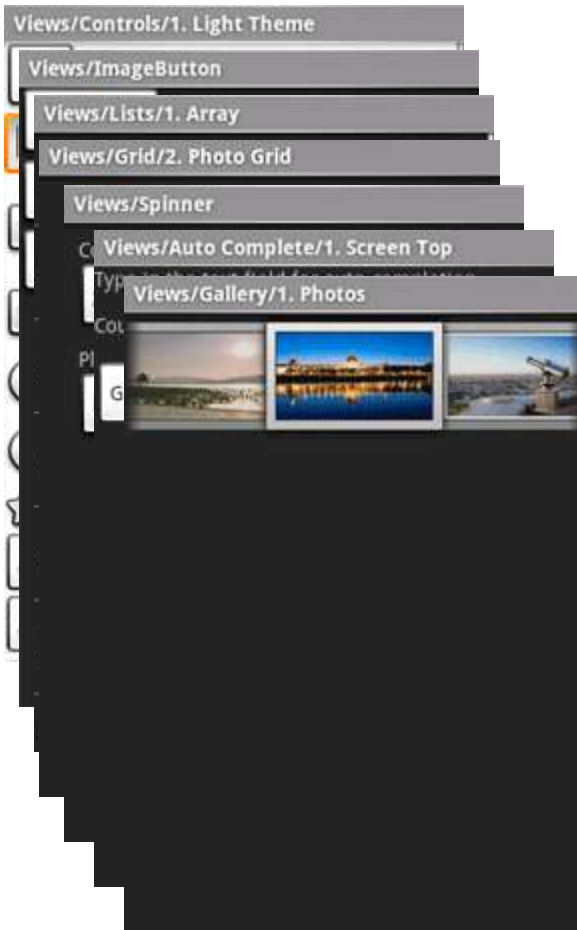 Views/Controls/1. Light Theme
Views/ImageButton
Views/Lists/1. Array
Views/Grid/2. Photo Grid
Views/Spinner
Views/Auto Complete/1. Screen Top
Views/Gallery/1. Photos